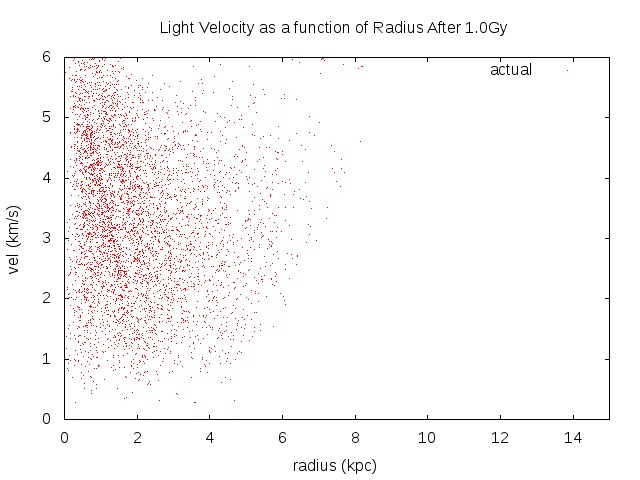 Light Velocity as a function of Radius After 1.0Gy
actual
6
5
4
3
2
1
0
vel (km/s)
0 2 4 6 8 10 12 14
radius (kpc)